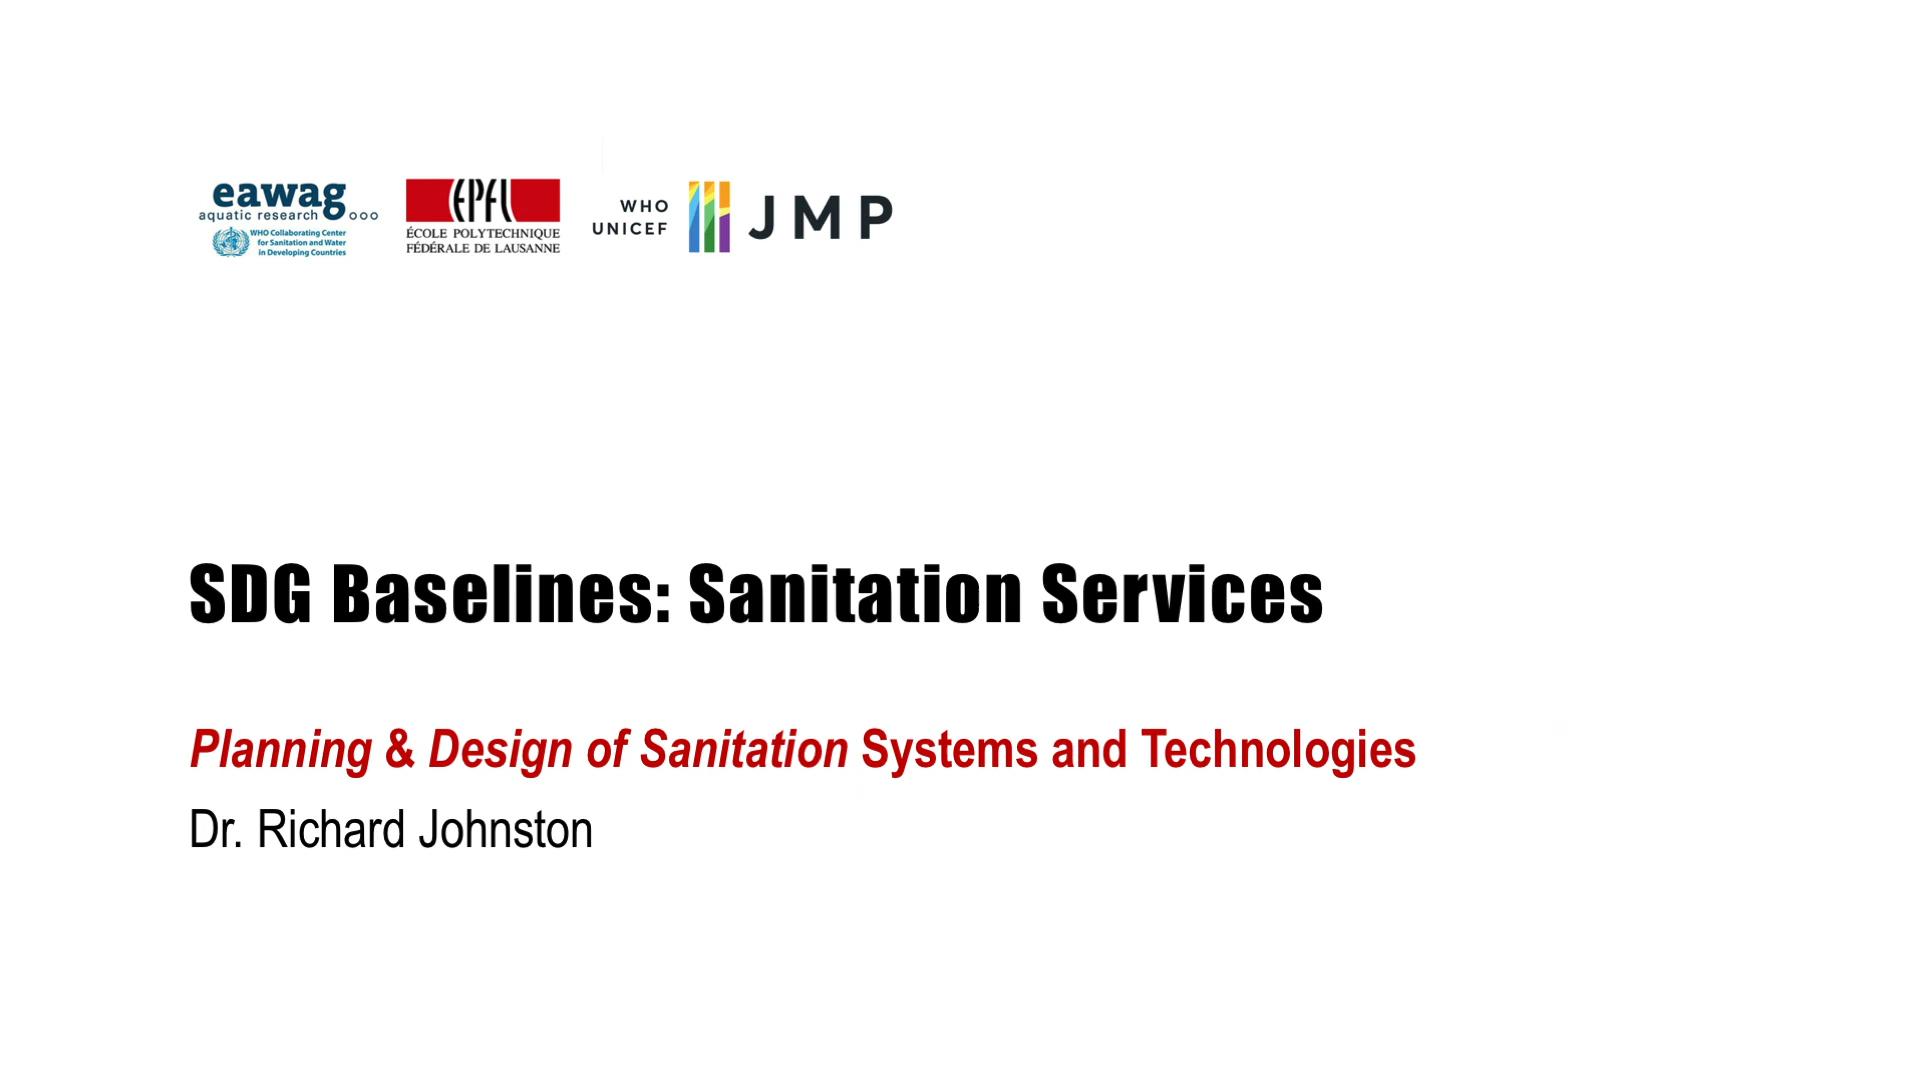 eawag
aquatic research
WHO Collaborating Center
for Sanitation and Water
in Developing Countries
EPFL
ÉCOLE POLYTECHNIQUE
FÉDÉRALE DE LAUSANNE
WHO
UNICEF
JMP
SDG Baselines: Sanitation Services
Planning & Design of Sanitation Systems and Technologies
Dr. Richard Johnston